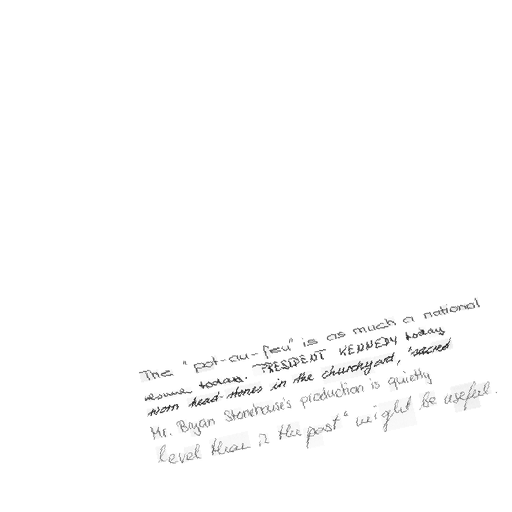 The "pot-au-feu" is as much a national
resume today. PRESIDENT KENNEDY today
worn head-stones in the churchyard, 'sacred
Mr. Bryan Stonehouse's production is quietly
level than in the past" might be useful.